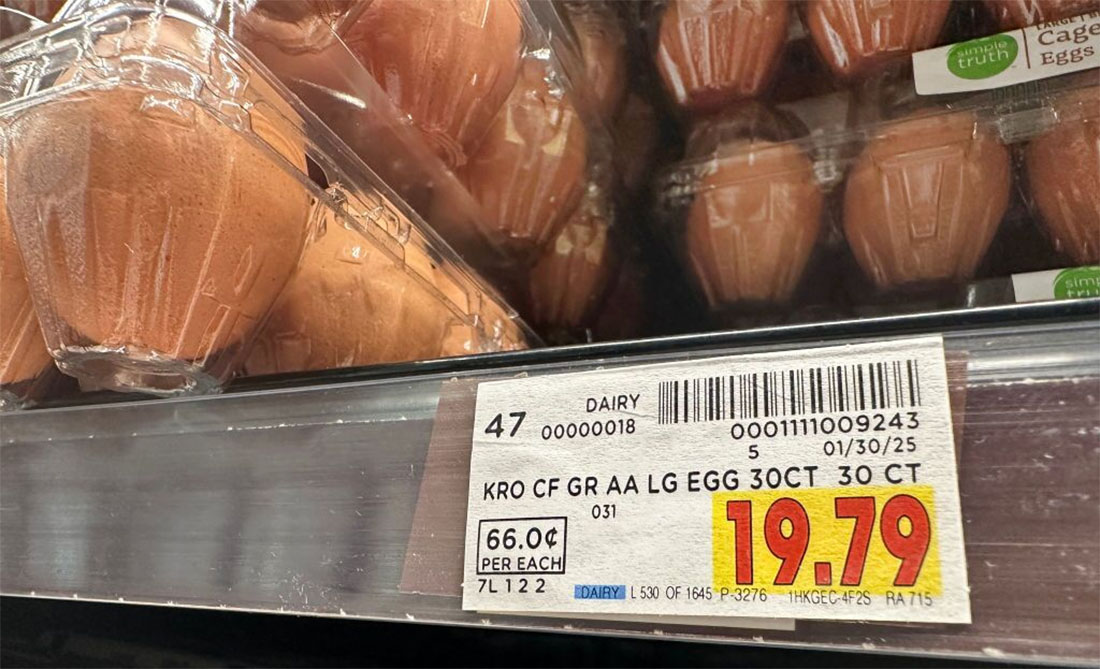 simple
truth
LARGE
Cage
Eggs
47
DAIRY
00000018
0001111009243
5
01/30/25
KRO CF GR AA LG EGG 30CT 30 CT
031
66.0¢
PER EACH
19.79
7L 1 2 2
DAIRY L 530 OF 1645 P-3276 1HKGEC-4F2S RA 715